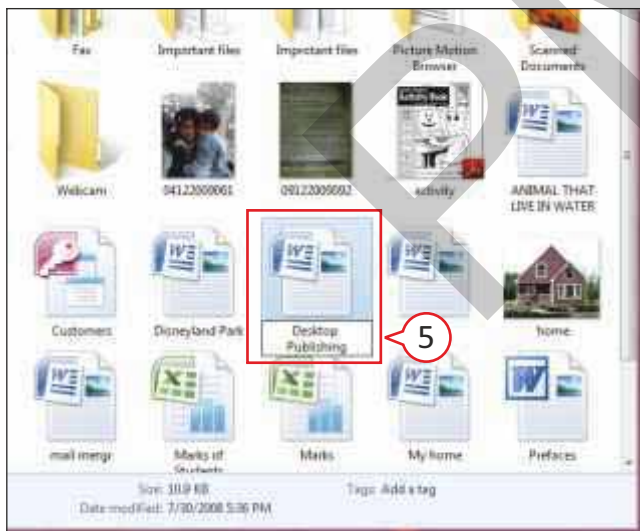 Fax
Important files
Important files
Picture Motion
Browser
Scanned
Documents
Webcam
04122009061
09122009092
activity
ANIMAL THAT
LIVE IN WATER
Customers
Disneyland Park
Desktop
Publishing
5
home
mail merge
Marks of
Students
Marks
My home
Prefaces
Size: 10.9 KB
Tags: Add a tag
Date modified: 7/30/2008 5:36 PM